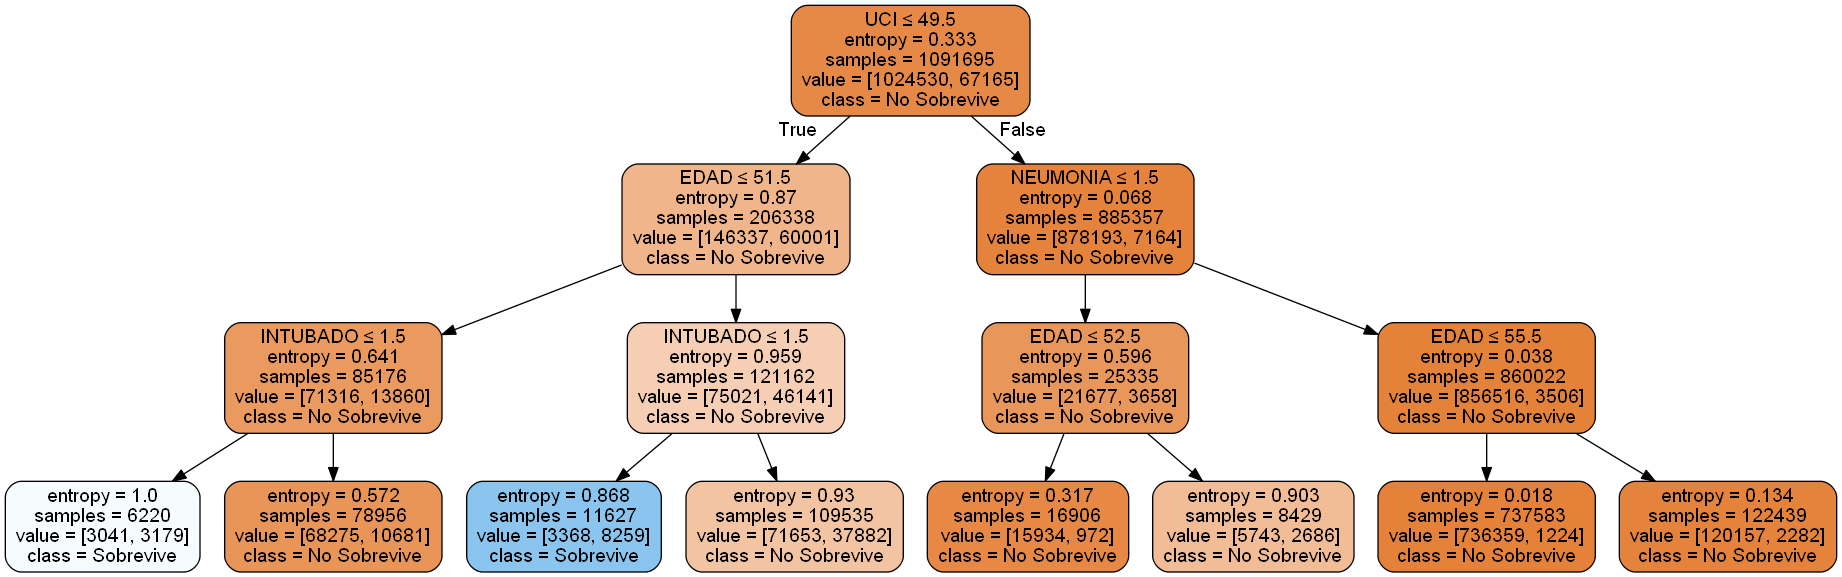 UCI ≤ 49.5
entropy = 0.333
samples = 1091695
value = [1024530, 67165]
class = No Sobrevive
True
False
EDAD ≤ 51.5
entropy = 0.87
samples = 206338
value = [146337, 60001]
class = No Sobrevive
NEUMONIA ≤ 1.5
entropy = 0.068
samples = 885357
value = [878193, 7164]
class = No Sobrevive
INTUBADO ≤ 1.5
entropy = 0.641
samples = 85176
value = [71316, 13860]
class = No Sobrevive
INTUBADO ≤ 1.5
entropy = 0.959
samples = 121162
value = [75021, 46141]
class = No Sobrevive
EDAD ≤ 52.5
entropy = 0.596
samples = 25335
value = [21677, 3658]
class = No Sobrevive
EDAD ≤ 55.5
entropy = 0.038
samples = 860022
value = [856516, 3506]
class = No Sobrevive
entropy = 1.0
samples = 6220
value = [3041, 3179]
class = Sobrevive
entropy = 0.572
samples = 78956
value = [68275, 10681]
class = No Sobrevive
entropy = 0.868
samples = 11627
value = [3368, 8259]
class = Sobrevive
entropy = 0.93
samples = 109535
value = [71653, 37882]
class = No Sobrevive
entropy = 0.317
samples = 16906
value = [15934, 972]
class = No Sobrevive
entropy = 0.903
samples = 8429
value = [5743, 2686]
class = No Sobrevive
entropy = 0.018
samples = 737583
value = [736359, 1224]
class = No Sobrevive
entropy = 0.134
samples = 122439
value = [120157, 2282]
class = No Sobrevive